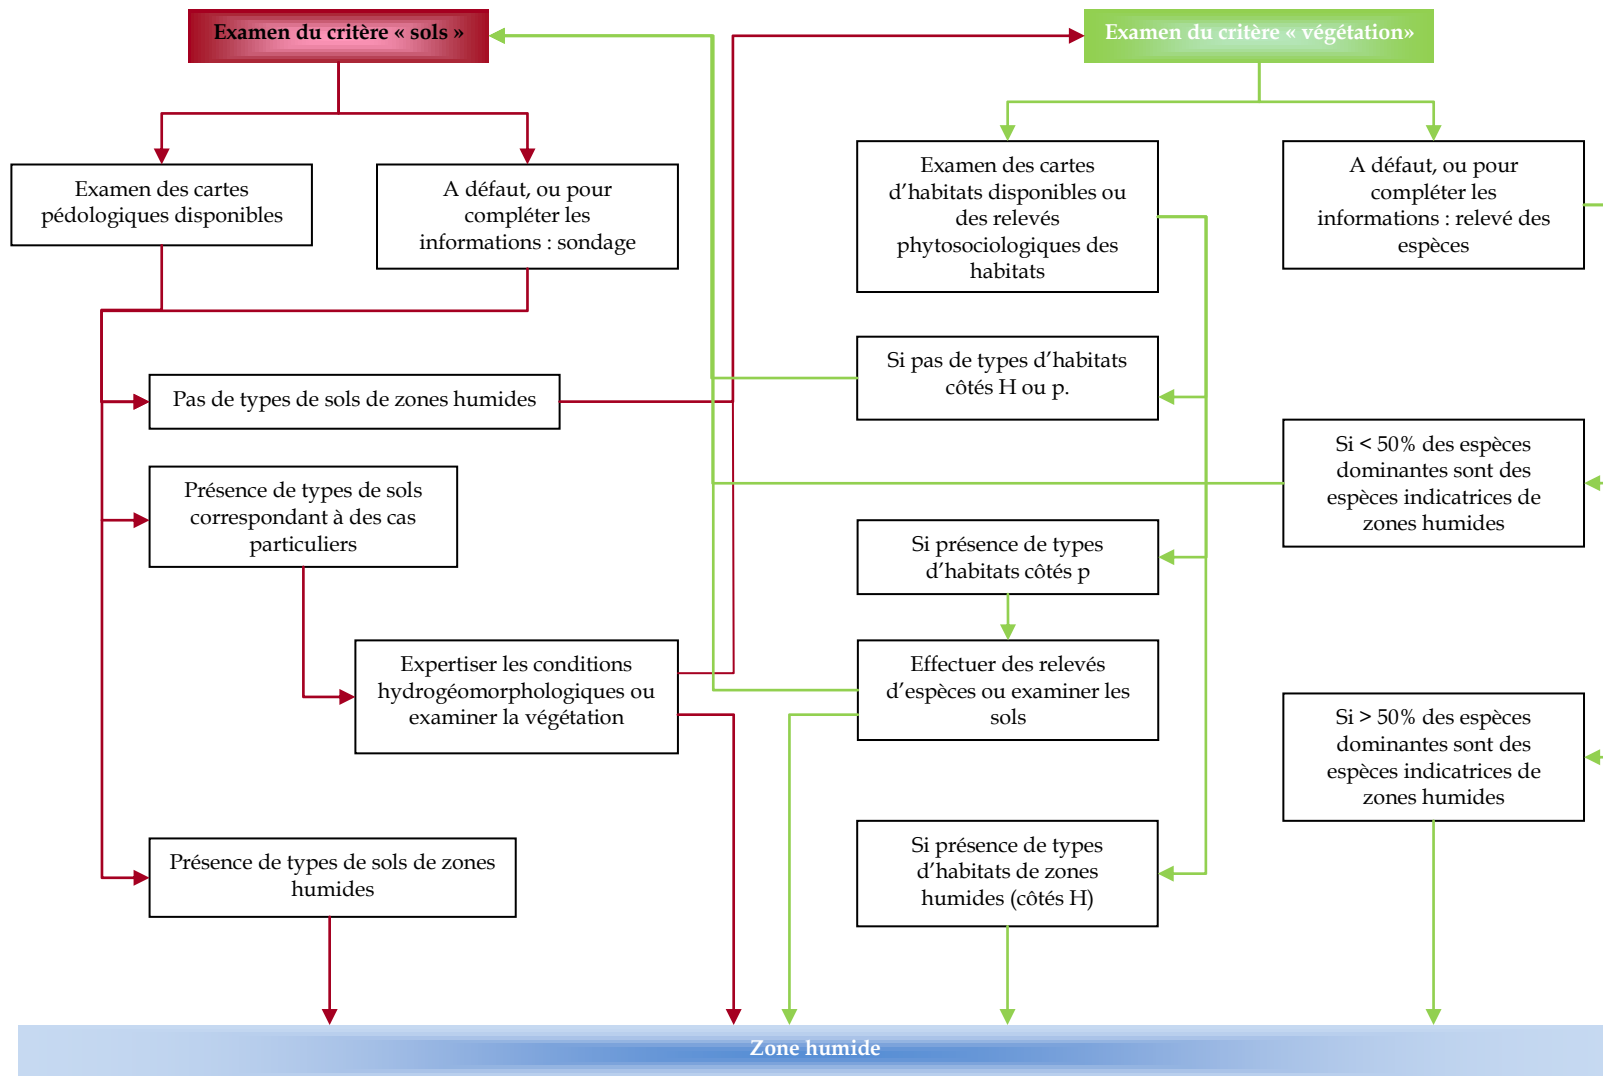 Examen du critère « sols »
Examen du critère « végétation»
Examen des cartes
pédologiques disponibles
A défaut, ou pour
compléter les
informations : sondage
Examen des cartes
d’habitats disponibles ou
des relevés
phytosociologiques des
habitats
A défaut, ou pour
compléter les
informations : relevé des
espèces
Pas de types de sols de zones humides
Si pas de types d’habitats
côtés H ou p.
Présence de types de sols
correspondant à des cas
particuliers
Si < 50% des espèces
dominantes sont des
espèces indicatrices de
zones humides
Si présence de types
d’habitats côtés p
Expertiser les conditions
hydrogéomorphologiques ou
examiner la végétation
Effectuer des relevés
d’espèces ou examiner les
sols
Si > 50% des espèces
dominantes sont des
espèces indicatrices de
zones humides
Présence de types de sols de zones
humides
Si présence de types
d’habitats de zones
humides (côtés H)
Zone humide